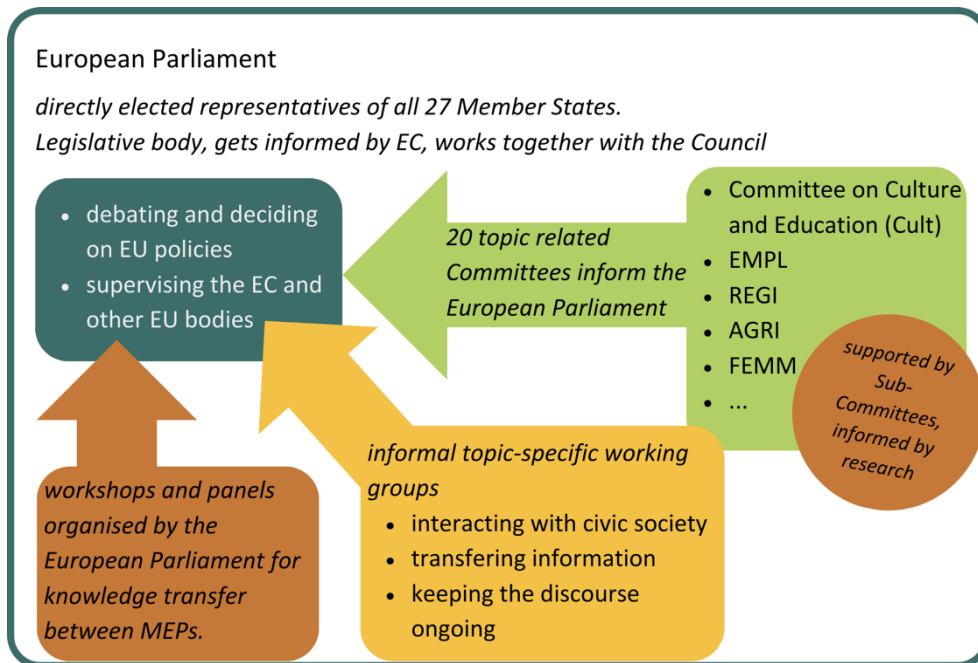 European Parliament
directly elected representatives of all 27 Member States.
Legislative body, gets informed by EC, works together with the Council
• debating and deciding
on EU policies
• supervising the EC and
other EU bodies
20 topic related
Committees inform the
European Parliament
• Committee on Culture
and Education (Cult)
• EMPL
• REGI
• AGRI
• FEMM
• ...
supported by
Sub-
Committees,
informed by
research
workshops and panels
organised by the
European Parliament for
knowledge transfer
between MEPs.
informal topic-specific working
groups
• interacting with civic society
• transfering information
• keeping the discourse
ongoing